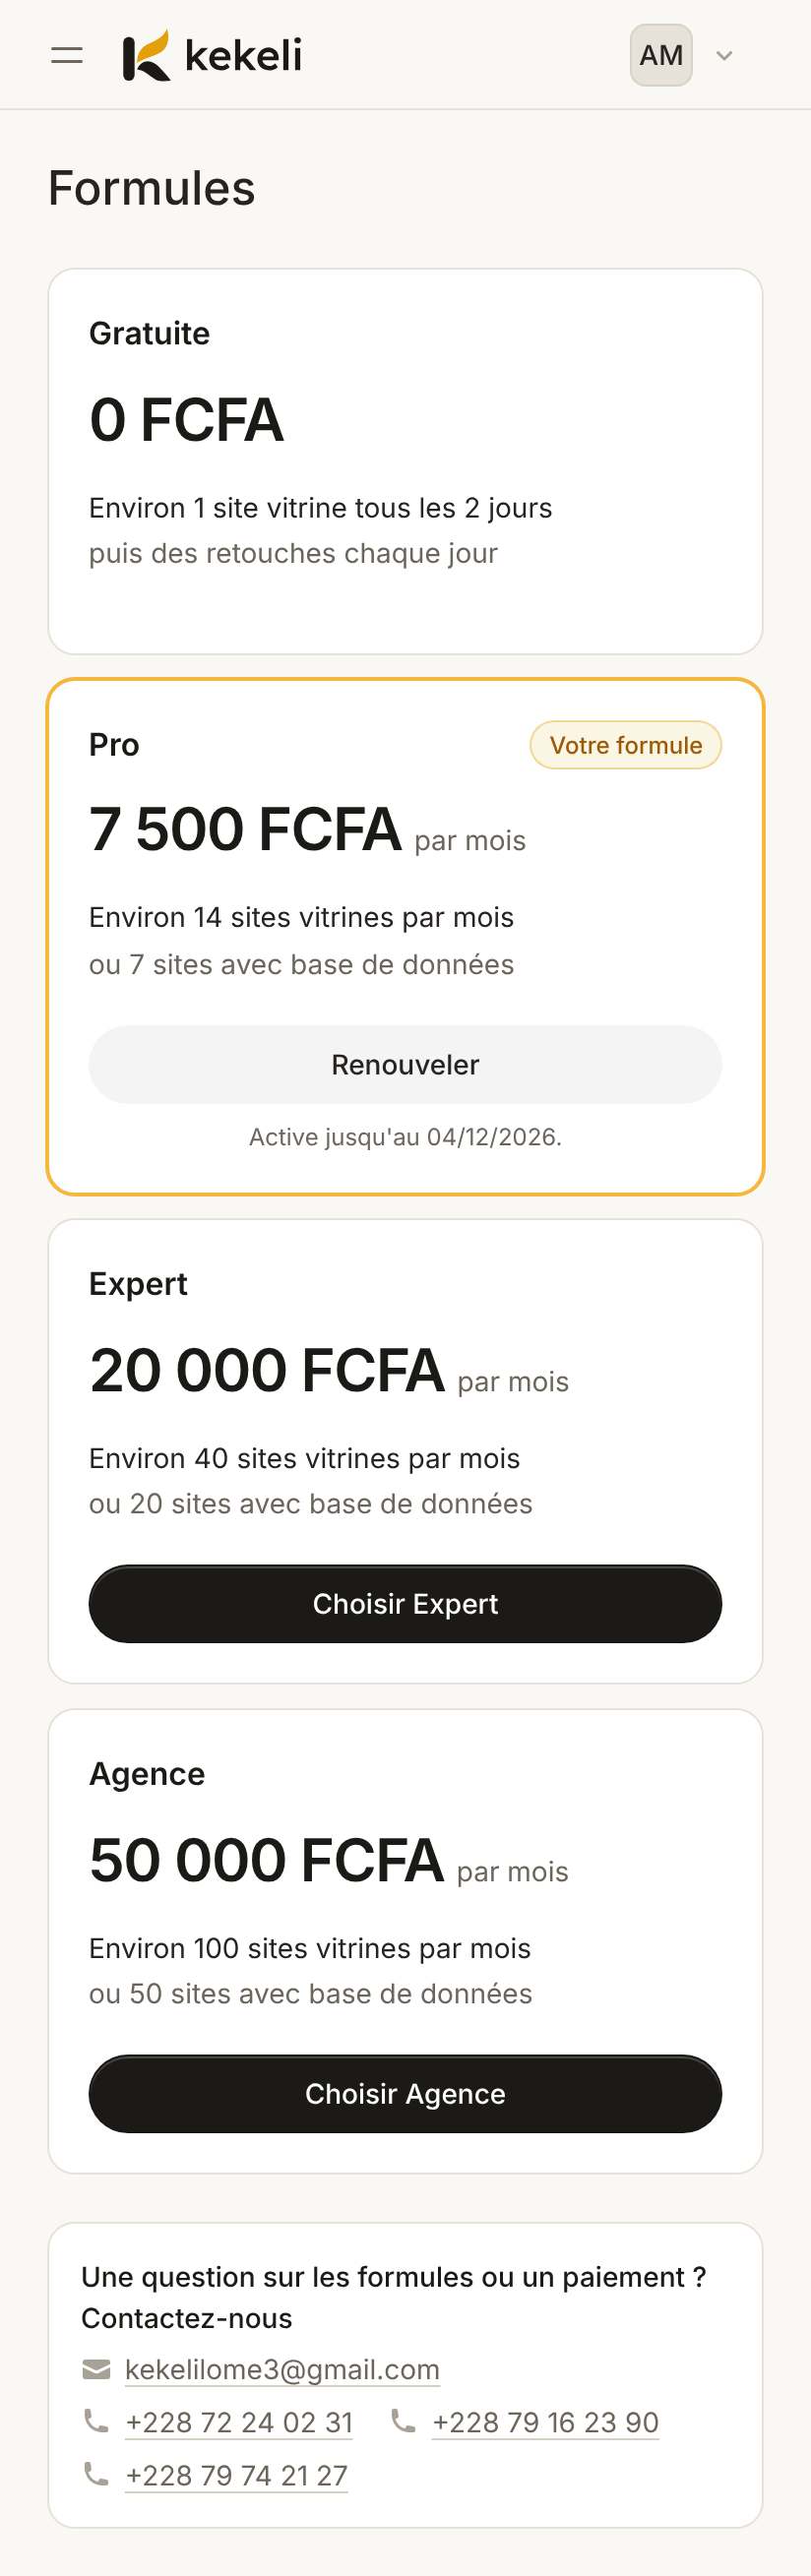 kekeli
AM
Formules
Gratuite
0 FCFA
Environ 1 site vitrine tous les 2 jours
puis des retouches chaque jour
Pro
Votre formule
7 500 FCFA par mois
Environ 14 sites vitrines par mois
ou 7 sites avec base de données
Renouveler
Active jusqu'au 04/12/2026.
Expert
20 000 FCFA par mois
Environ 40 sites vitrines par mois
ou 20 sites avec base de données
Choisir Expert
Agence
50 000 FCFA par mois
Environ 100 sites vitrines par mois
ou 50 sites avec base de données
Choisir Agence
Une question sur les formules ou un paiement ?
Contactez-nous
kekelilome3@gmail.com
+228 72 24 02 31 +228 79 16 23 90
+228 79 74 21 27